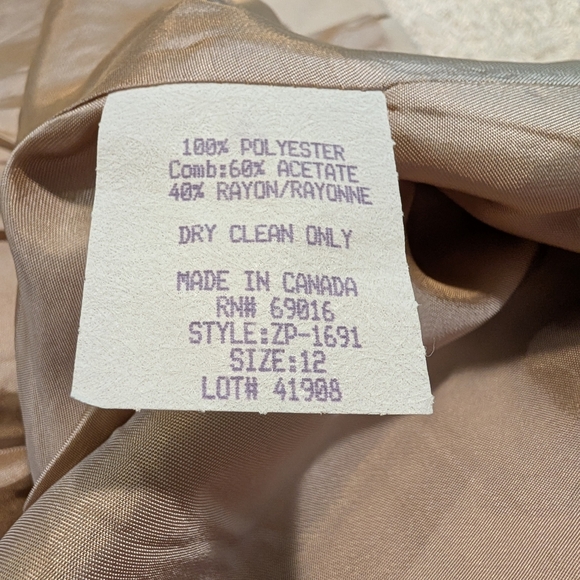 100% POLYESTER
Comb:60% ACETATE
40% RAYON/RAYONNE
DRY CLEAN ONLY
MADE IN CANADA
RN# 69016
STYLE:ZP-1691
SIZE:12
LOT# 41908